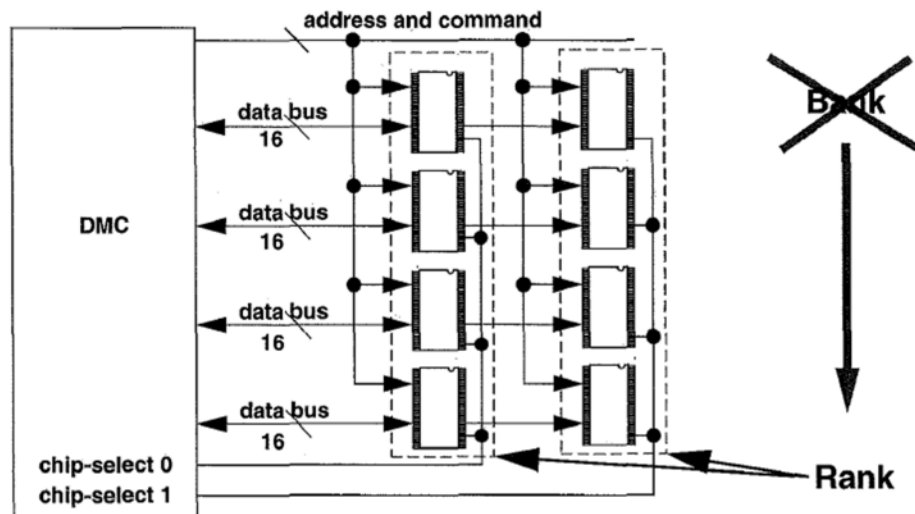 address and command
Bank
data bus
16
DMC
data bus
16
data bus
16
data bus
16
chip-select 0
chip-select 1
Rank